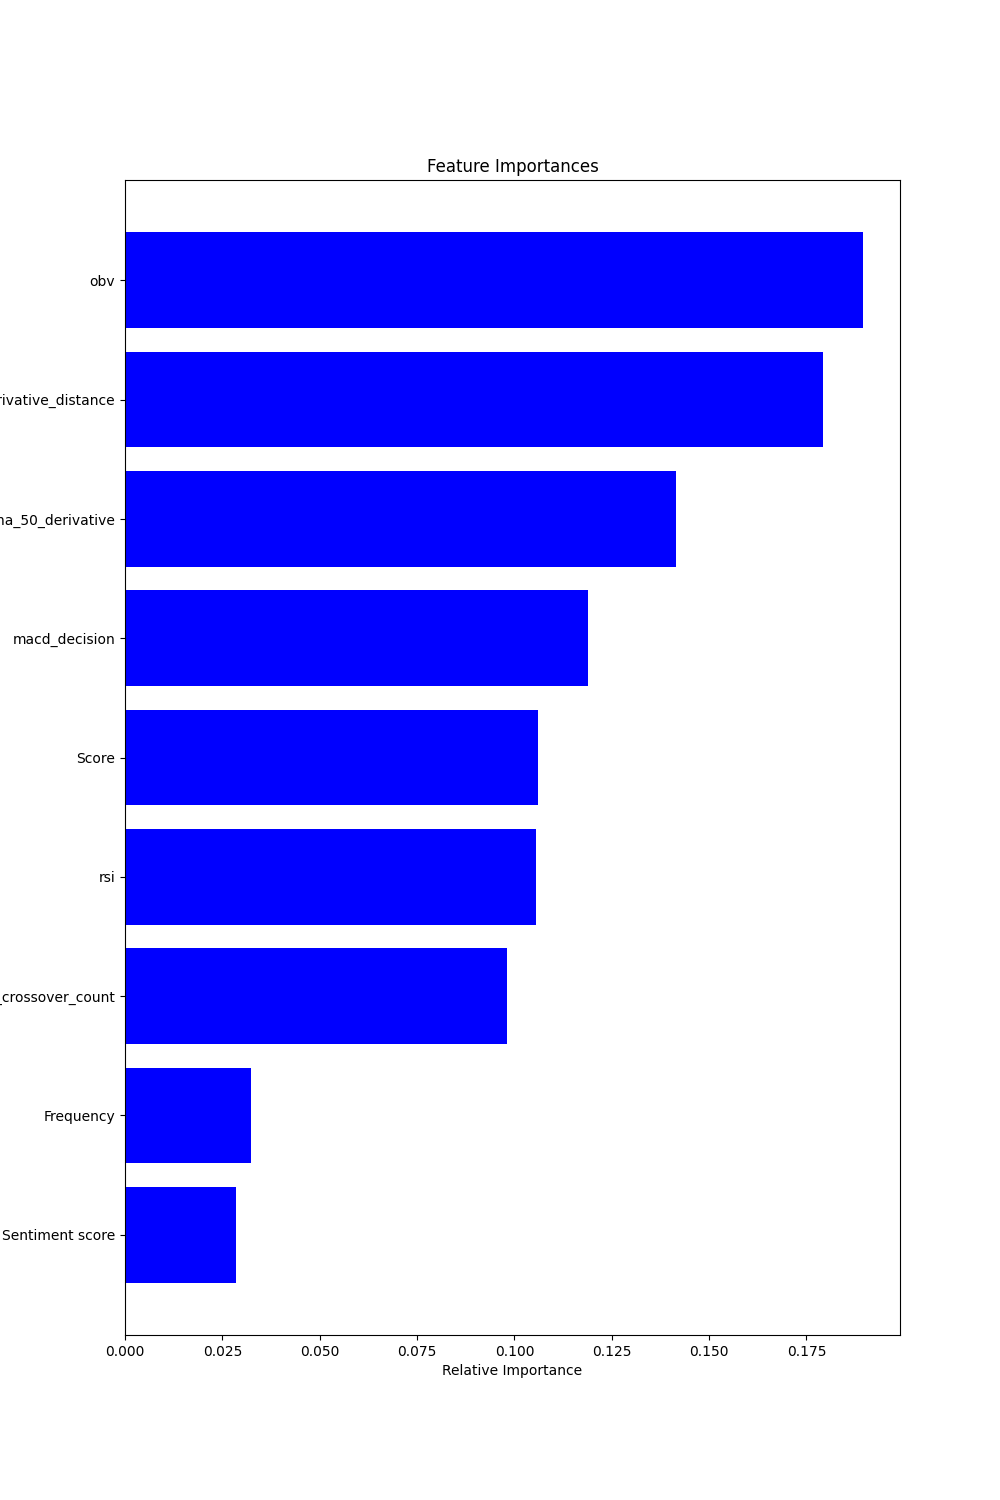 Feature Importances
obv
rivative_distance
na_50_derivative
macd_decision
Score
rsi
_crossover_count
Frequency
Sentiment score
0.000 0.025 0.050 0.075 0.100 0.125 0.150 0.175
Relative Importance